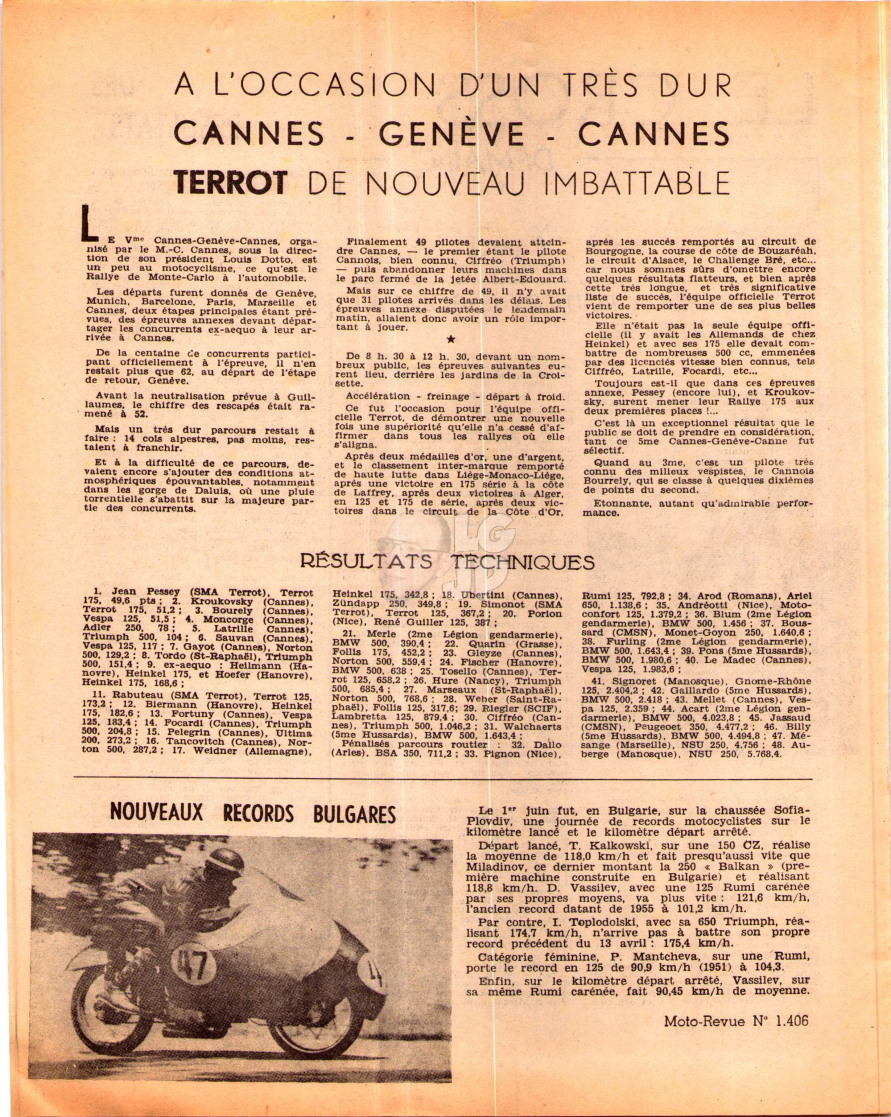 A L'OCCASION D'UN TRÈS DUR
CANNES - GENÈVE - CANNES
TERROT DE NOUVEAU IMBATTABLE
LE Vme Cannes-Genève-Cannes, orga-
nisé par le M.-C. Cannes, sous la direc-
tion de son président Louis Dotto, est
un peu au motocyclisme, ce qu'est le
Rallye de Monte-Carlo à l'automobile.
Les départs furent donnés de Genève,
Munich, Barcelone, Paris, Marseille et
Cannes, deux étapes principales étant pré-
vues, des épreuves annexes devant dépar-
tager les concurrents ex-aequo à leur ar-
rivée à Cannes.
De la centaine de concurrents partici-
pant officiellement à l'épreuve, il n'en
restait plus que 62, au départ de l'étape
de retour, Genève.
Avant la neutralisation prévue à Guil-
laumes, le chiffre des rescapés était ra-
mené à 52.
Mais un très dur parcours restait à
faire : 14 cols alpestres, pas moins, res-
taient à franchir.
Et à la difficulté de ce parcours, de-
vaient encore s'ajouter des conditions at-
mosphériques épouvantables, notamment
dans les gorge de Daluis, où une pluie
torrentielle s'abattit sur la majeure par-
tie des concurrents.
Finalement 49 pilotes devaient attein-
dre Cannes, — le premier étant le pilote
Cannois, bien connu, Ciffréo (Triumph)
— puis abandonner leurs machines dans
le parc fermé de la jetée Albert-Edouard.
Mais sur ce chiffre de 49, il n'y avait
que 31 pilotes arrivés dans les délais. Les
épreuves annexe disputées le lendemain
matin, allaient donc avoir un rôle impor-
tant à jouer.
★
De 8 h. 30 à 12 h. 30, devant un nom-
breux public, les épreuves suivantes eu-
rent lieu, derrière les jardins de la Croi-
sette.
Accélération - freinage - départ à froid.
Ce fut l'occasion pour l'équipe offi-
cielle Terrot, de démontrer une nouvelle
fois une supériorité qu'elle n'a cessé d'af-
firmer dans tous les rallyes où elle
s'aligna.
Après deux médailles d'or, une d'argent,
et le classement inter-marque remporté
de haute lutte dans Liége-Monaco-Liége,
après une victoire en 175 série à la côte
de Laffrey, après deux victoires à Alger,
en 125 et 175 de série, après deux vic-
toires dans le circuit de la Côte d'Or,
après les succés remportés au circuit de
Bourgogne, la course de côte de Bouzaréah,
le circuit d'Alsace, le Challenge Bré, etc...
car nous sommes sûrs d'omettre encore
quelques résultats flatteurs, et bien après
cette très longue, et très significative
liste de succés, l'équipe officielle Terrot
vient de remporter une de ses plus belles
victoires.
Elle n'était pas la seule équipe offi-
cielle (il y avait les Allemands de chez
Heinkel) et avec ses 175 elle devait com-
battre de nombreuses 500 cc, emmenées
par des licenciés vitesse bien connus, tels
Ciffréo, Latrille, Focardi, etc...
Toujours est-il que dans ces épreuves
annexe, Pessey (encore lui), et Kroukov-
sky, surent mener leur Rallye 175 aux
deux premières places !...
C'est là un exceptionnel résultat que le
public se doit de prendre en considération,
tant ce 5me Cannes-Genève-Canne fut
sélectif.
Quand au 3me, c'est un pilote très
connu des milieux vespistes, le Cannois
Bourrely, qui se classe à quelques dixièmes
de points du second.
Etonnante, autant qu'admirable perfor-
mance.
RÉSULTATS TECHNIQUES
1. Jean Pessey (SMA Terrot), Terrot
175, 49,6 pts ; 2. Kroukovsky (Cannes),
Terrot 175, 51,2 ; 3. Bourely (Cannes),
Vespa 125, 51,5 ; 4. Moncorge (Cannes),
Adler 250, 78 ; 5. Latrille Cannes),
Triumph 500, 104 ; 6. Sauvan (Cannes),
Vespa 125, 117 ; 7. Gayot (Cannes), Norton
500, 129,2 ; 8. Tordo (St-Raphaël), Triumph
500, 151,4 ; 9. ex-aequo : Heilmann (Ha-
novre), Heinkel 175, et Hoefer (Hanovre),
Heinkel 175, 168,6 ;
11. Rabuteau (SMA Terrot), Terrot 125,
173,2 ; 12. Biermann (Hanovre), Heinkel
175, 182,6 ; 13. Fortuny (Cannes), Vespa
125, 183,4 ; 14. Pocardi (Cannes), Triumph
500, 204,8 ; 15. Pelegrin (Cannes), Ultima
200, 273,2 ; 16. Tancovitch (Cannes), Nor-
ton 500, 287,2 ; 17. Weidner (Allemagne),
Heinkel 175, 342,8 ; 18. Ubertini (Cannes),
Zündapp 250, 349,8 ; 19. Simonot (SMA
Terrot), Terrot 125, 367,2 ; 20. Porion
(Nice), René Guiller 125, 387 ;
21. Merle (2me Légion gendarmerie),
BMW 500, 390,4 ; 22. Quarin (Grasse),
Follis 175, 452,2 ; 23. Gleyze (Cannes),
Norton 500, 559,4 ; 24. Fischer (Hanovre),
BMW 500, 638 ; 25. Tosello (Cannes), Ter-
rot 125, 658,2 ; 26. Hure (Nancy), Triumph
500, 685,4 ; 27. Marseaux (St-Raphaël),
Norton 500, 768,6 ; 28. Weber (Saint-Ra-
phaël), Follis 125, 317,6; 29. Riegler (SCIF),
Lambretta 125, 879,4 ; 30. Ciffréo (Can-
nes), Triumph 500, 1.046,2 ; 31. Walchaerts
(5me Hussards), BMW 500, 1.643,4 ;
Pénalisés parcours routier : 32. Dallo
(Arles), BSA 350, 711,2 ; 33. Pignon (Nice),
Rumi 125, 792,8 ; 34. Arod (Romans), Ariel
650, 1.138,6 ; 35. Andréotti (Nice), Moto-
confort 125, 1.379,2 ; 36. Blum (2me Légion
gendarmerie), BMW 500, 1.456 ; 37. Bous-
sard (CMSN), Monet-Goyon 250, 1.640,6 ;
38. Furling (2me Légion gendarmerie),
BMW 500, 1.643,4 ; 39. Pons (5me Hussards),
BMW 500, 1.980,6 ; 40. Le Madec (Cannes),
Vespa 125, 1.983,6 ;
41. Signoret (Manosque), Gnome-Rhône
125, 2.404,2 ; 42. Gaillardo (5me Hussards),
BMW 500, 2.418 ; 43. Mellet (Cannes), Ves-
pa 125, 2.359 ; 44. Acart (2me Légion gen-
darmerie), BMW 500, 4.023,8 ; 45. Jassaud
(CMSN), Peugeoet 350, 4.477,2 ; 46. Billy
(5me Hussards), BMW 500, 4.494,8 ; 47. Mé-
sange (Marseille), NSU 250, 4.756 ; 48. Au-
berge (Manosque), NSU 250, 5.768,4.
NOUVEAUX RECORDS BULGARES
47
4
Le 1er juin fut, en Bulgarie, sur la chaussée Sofia-
Plovdiv, une journée de records motocyclistes sur le
kilomètre lancé et le kilomètre départ arrêté.
Départ lancé, T. Kalkowski, sur une 150 CZ, réalise
la moyenne de 118,0 km/h et fait presqu'aussi vite que
Miladinov, ce dernier montant la 250 « Balkan » (pre-
mière machine construite en Bulgarie) et réalisant
118,8 km/h. D. Vassilev, avec une 125 Rumi carénée
par ses propres moyens, va plus vite : 121,6 km/h,
l'ancien record datant de 1955 à 101,2 km/h.
Par contre, I. Toplodolski, avec sa 650 Triumph, réa-
lisant 174,7 km/h, n'arrive pas à battre son propre
record précédent du 13 avril : 175,4 km/h.
Catégorie féminine, P. Mantcheva, sur une Rumi,
porte le record en 125 de 90,9 km/h (1951) à 104,3.
Enfin, sur le kilomètre départ arrêté, Vassilev, sur
sa même Rumi carénée, fait 90,45 km/h de moyenne.
Moto-Revue N° 1.406